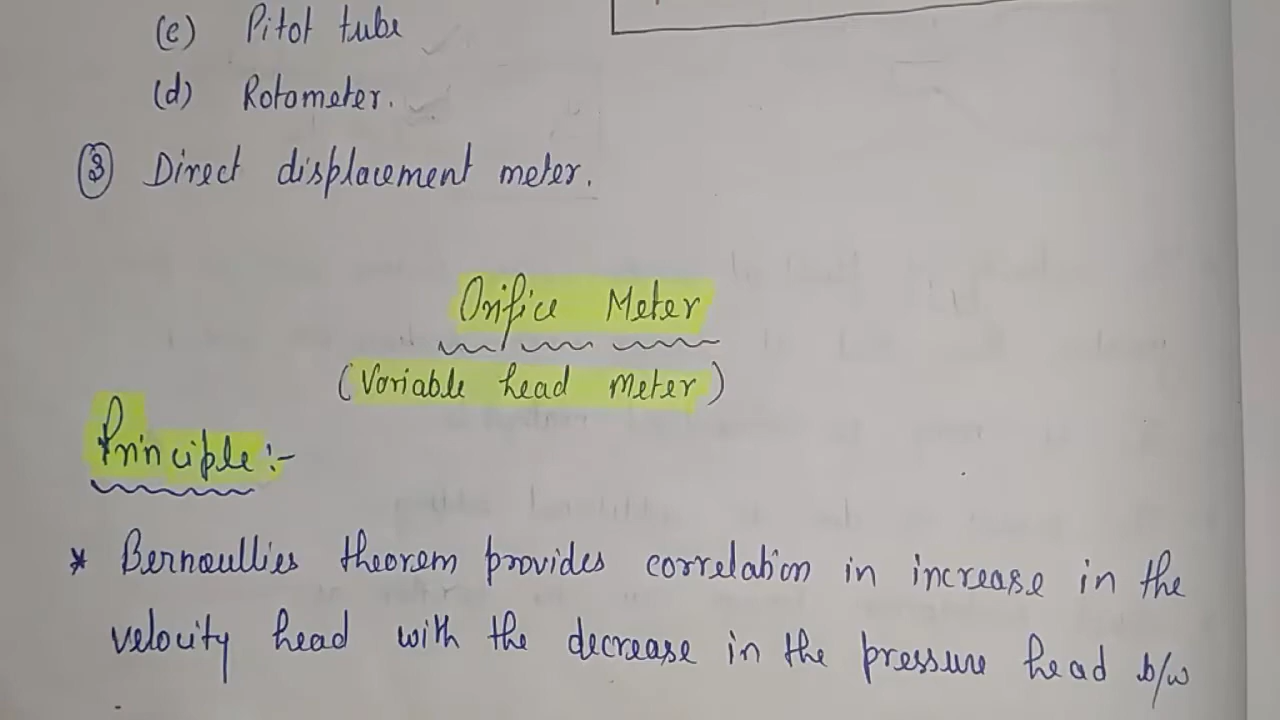 (c) Pitot tube
(d) Rotometer.
③ Direct displacement meter.
Orifice Meter
(Variable head meter)
Principle:-
* Bernoullies theorem provides correlation in increase in the
velocity head with the decrease in the pressure head b/w